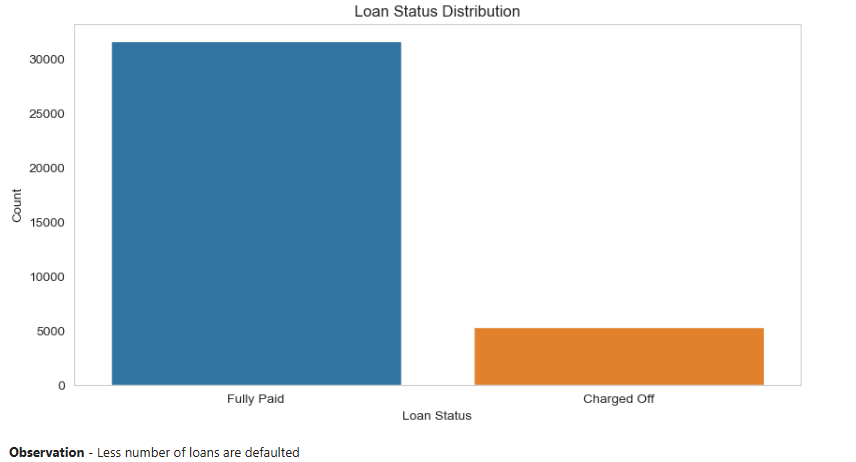 Loan Status Distribution
30000
25000
20000
15000
10000
5000
0
Count
Fully Paid
Charged Off
Loan Status
Observation - Less number of loans are defaulted